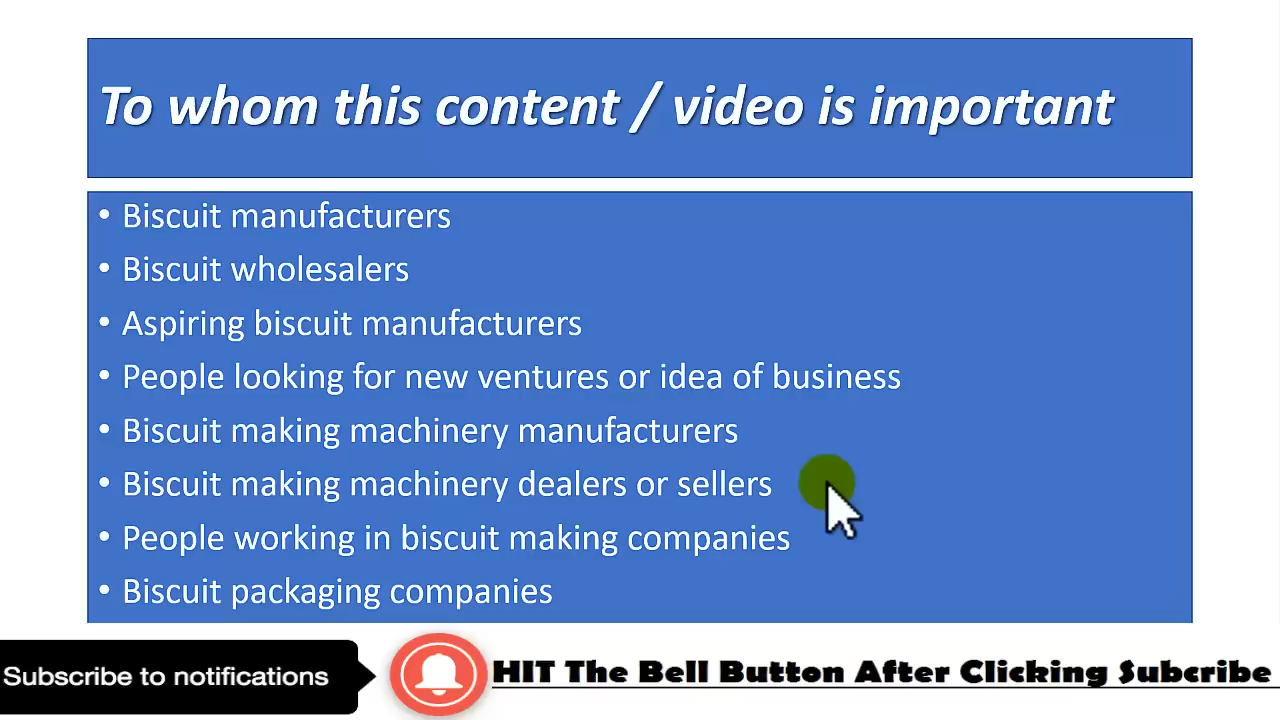 To whom this content / video is important
• Biscuit manufacturers
• Biscuit wholesalers
• Aspiring biscuit manufacturers
• People looking for new ventures or idea of business
• Biscuit making machinery manufacturers
• Biscuit making machinery dealers or sellers
• People working in biscuit making companies
• Biscuit packaging companies
Subscribe to notifications
HIT The Bell Button After Clicking Subcribe